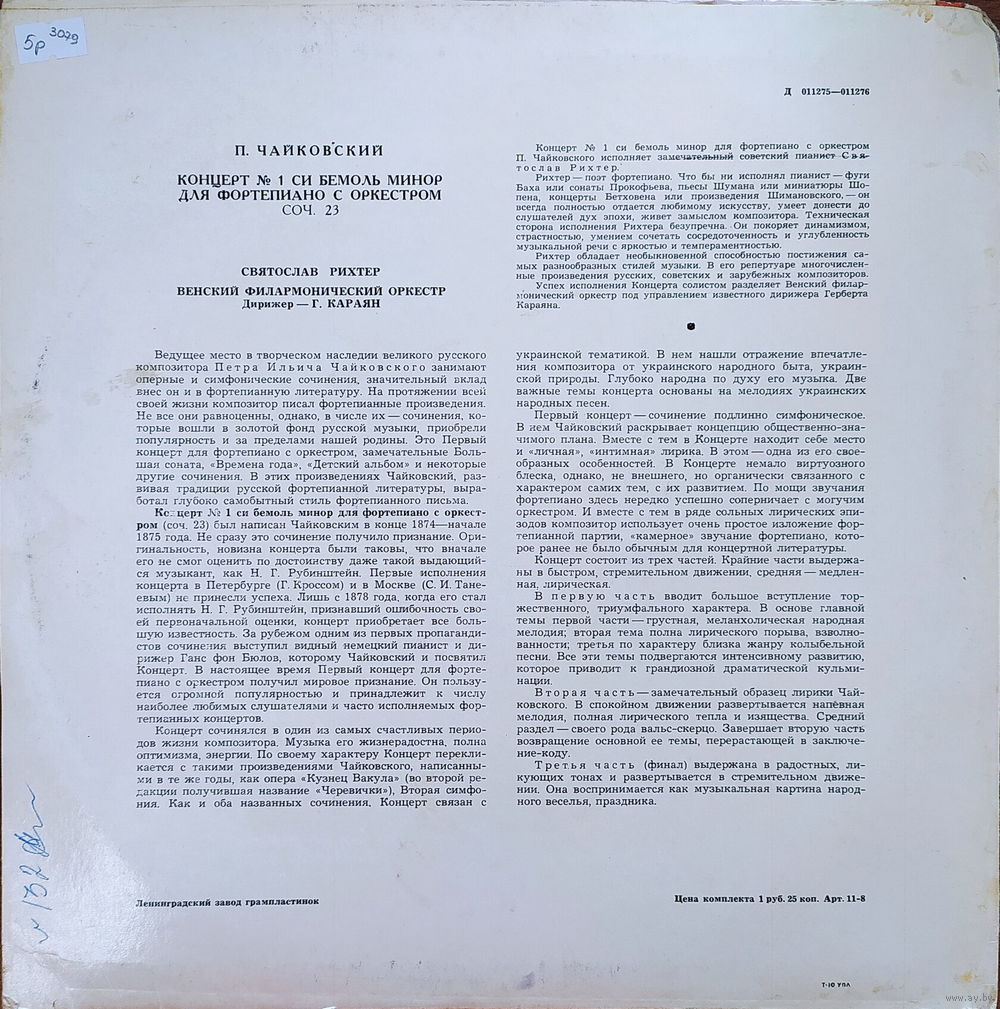 5р 3079
Д 011275—011276
П. ЧАЙКОВСКИЙ
КОНЦЕРТ № 1 СИ БЕМОЛЬ МИНОР
ДЛЯ ФОРТЕПИАНО С ОРКЕСТРОМ
СОЧ. 23
СВЯТОСЛАВ РИХТЕР
ВЕНСКИЙ ФИЛАРМОНИЧЕСКИЙ ОРКЕСТР
Дирижер — Г. КАРАЯН
Концерт № 1 си бемоль минор для фортепиано с оркестром
П. Чайковского исполняет замечательный советский пианист Свя-
тослав Рихтер.
Рихтер — поэт фортепиано. Что бы ни исполнял пианист — фуги
Баха или сонаты Прокофьева, пьесы Шумана или миниатюры Шо-
пена, концерты Бетховена или произведения Шимановского, — он
всегда полностью отдается любимому искусству, умеет донести до
слушателей дух эпохи, живет замыслом композитора. Техническая
сторона исполнения Рихтера безупречна. Он покоряет динамизмом,
страстностью, умением сочетать сосредоточенность и углубленность
музыкальной речи с яркостью и темпераментностью.
Рихтер обладает необыкновенной способностью постижения са-
мых разнообразных стилей музыки. В его репертуаре многочислен-
ные произведения русских, советских и зарубежных композиторов.
Успех исполнения Концерта солистом разделяет Венский филар-
монический оркестр под управлением известного дирижера Герберта
Караяна.
Ведущее место в творческом наследии великого русского
композитора Петра Ильича Чайковского занимают
оперные и симфонические сочинения, значительный вклад
внес он и в фортепианную литературу. На протяжении всей
своей жизни композитор писал фортепианные произведения.
Не все они равноценны, однако, в числе их — сочинения, ко-
торые вошли в золотой фонд русской музыки, приобрели
популярность и за пределами нашей родины. Это Первый
концерт для фортепиано с оркестром, замечательные Боль-
шая соната, «Времена года», «Детский альбом» и некоторые
другие сочинения. В этих произведениях Чайковский, раз-
вивая традиции русской фортепианной литературы, выра-
ботал глубоко самобытный стиль фортепианного письма.
Концерт № 1 си бемоль минор для фортепиано с оркест-
ром (соч. 23) был написан Чайковским в конце 1874—начале
1875 года. Не сразу это сочинение получило признание. Ори-
гинальность, новизна концерта были таковы, что вначале
его не смог оценить по достоинству даже такой выдающий-
ся музыкант, как Н. Г. Рубинштейн. Первые исполнения
концерта в Петербурге (Г. Кроссом) и в Москве (С. И. Тане-
евым) не принесли успеха. Лишь с 1878 года, когда его стал
исполнять Н. Г. Рубинштейн, признавший ошибочность сво-
ей первоначальной оценки, концерт приобретает все боль-
шую известность. За рубежом одним из первых пропаганди-
стов сочинения выступил видный немецкий пианист и ди-
рижер Ганс фон Бюлов, которому Чайковский и посвятил
Концерт. В настоящее время Первый концерт для форте-
пиано с оркестром получил мировое признание. Он пользу-
ется огромной популярностью и принадлежит к числу
наиболее любимых слушателями и часто исполняемых фор-
тепианных концертов.
Концерт сочинялся в один из самых счастливых перио-
дов жизни композитора. Музыка его жизнерадостна, полна
оптимизма, энергии. По своему характеру Концерт перекли-
кается с такими произведениями Чайковского, написанны-
ми в те же годы, как опера «Кузнец Вакула» (во второй ре-
дакции получившая название «Черевички»), Вторая симфо-
ния. Как и оба названных сочинения, Концерт связан с
украинской тематикой. В нем нашли отражение впечатле-
ния композитора от украинского народного быта, украин-
ской природы. Глубоко народна по духу его музыка. Две
важные темы концерта основаны на мелодиях украинских
народных песен.
Первый концерт — сочинение подлинно симфоническое.
В нем Чайковский раскрывает концепцию общественно-зна-
чимого плана. Вместе с тем в Концерте находит себе место
и «личная», «интимная» лирика. В этом — одна из его свое-
образных особенностей. В Концерте немало виртуозного
блеска, однако, не внешнего, но органически связанного с
характером самих тем, с их развитием. По мощи звучания
фортепиано здесь нередко успешно соперничает с могучим
оркестром. И вместе с тем в ряде сольных лирических эпи-
зодов композитор использует очень простое изложение фор-
тепианной партии, «камерное» звучание фортепиано, кото-
рое ранее не было обычным для концертной литературы.
Концерт состоит из трех частей. Крайние части выдержа-
ны в быстром, стремительном движении, средняя — медлен-
ная, лирическая.
В первую часть вводит большое вступление тор-
жественного, триумфального характера. В основе главной
темы первой части — грустная, меланхолическая народная
мелодия; вторая тема полна лирического порыва, взволно-
ванности; третья по характеру близка жанру колыбельной
песни. Все эти темы подвергаются интенсивному развитию,
которое приводит к грандиозной драматической кульми-
нации.
Вторая часть — замечательный образец лирики Чай-
ковского. В спокойном движении развертывается напевная
мелодия, полная лирического тепла и изящества. Средний
раздел — своего рода вальс-скерцо. Завершает вторую часть
возвращение основной ее темы, перерастающей в заключе-
ние-коду.
Третья часть (финал) выдержана в радостных, ли-
кующих тонах и развертывается в стремительном движе-
нии. Она воспринимается как музыкальная картина народ-
ного веселья, праздника.
Ленинградский завод грампластинок
Цена комплекта 1 руб. 25 коп. Арт. 11-8
Т-10 УПЛ
www.ay.by